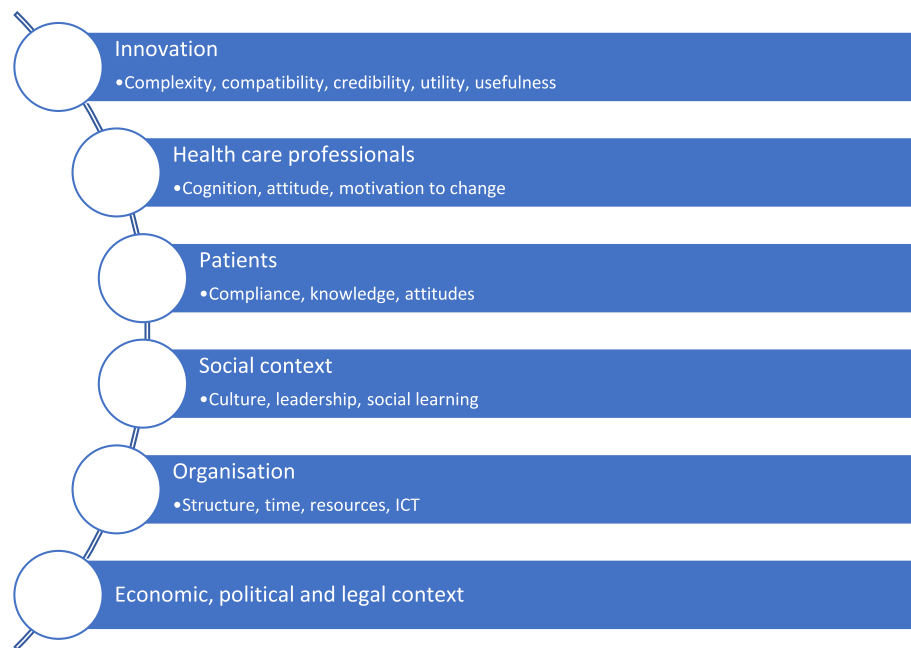 Innovation
•Complexity, compatibility, credibility, utility, usefulness
Health care professionals
•Cognition, attitude, motivation to change
Patients
•Compliance, knowledge, attitudes
Social context
•Culture, leadership, social learning
Organisation
•Structure, time, resources, ICT
Economic, political and legal context